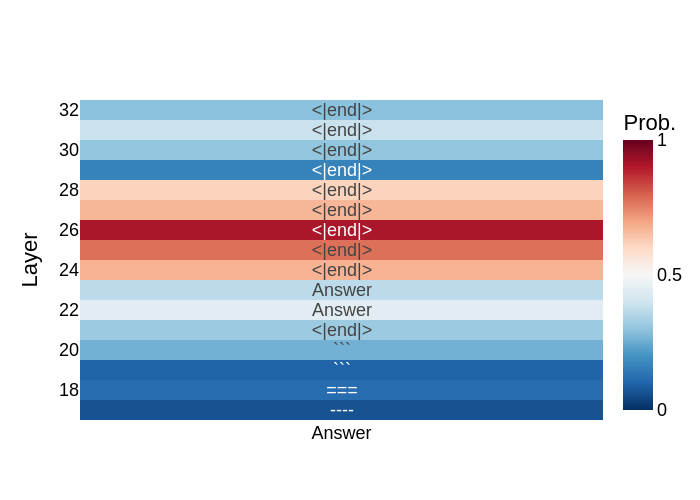 Prob.
32 <|end|> 1
<|end|>
30 <|end|>
<|end|>
28 <|end|>
<|end|>
26 <|end|>
<|end|>
24 <|end|> 0.5
Answer
22 Answer
<|end|>
20 ```
```
18 ===
---- 0
Layer
Answer